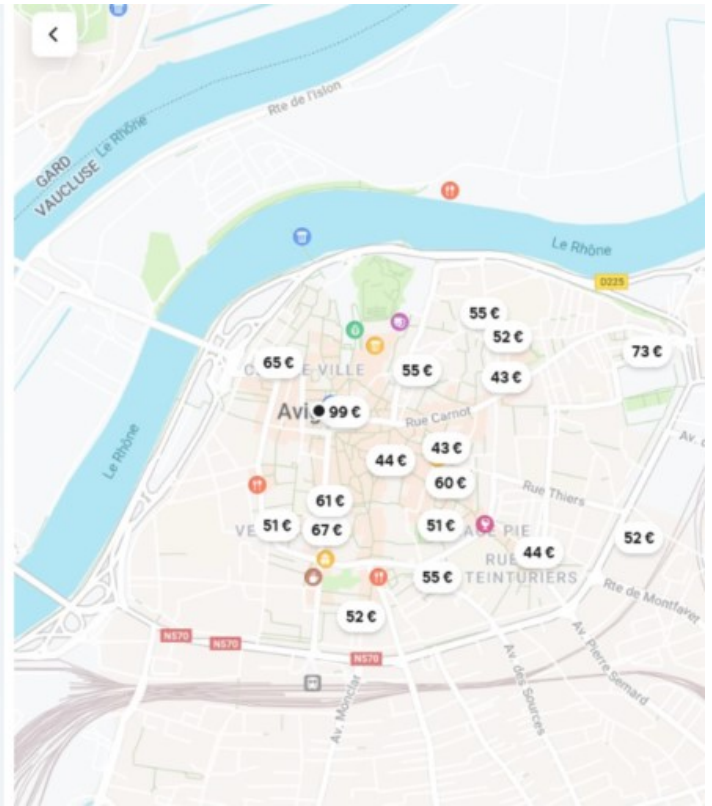 Rte de l'Islon
Le Rhône
GARD
VAUCLUSE
Le Rhône
D225
55 €
52 €
73 €
65 €
VILLE
55 €
43 €
99 €
Rue Carnot
43 €
44 €
Le Rhône
60 €
Rue Thiers
61 €
51 €
67 €
51 €
PIE
52 €
44 €
RUE
TEINTURIERS
55 €
Rte de Montfavet
52 €
N570
N570
N570
Av. Monclar
Av. des Sources
Av. Pierre Semard